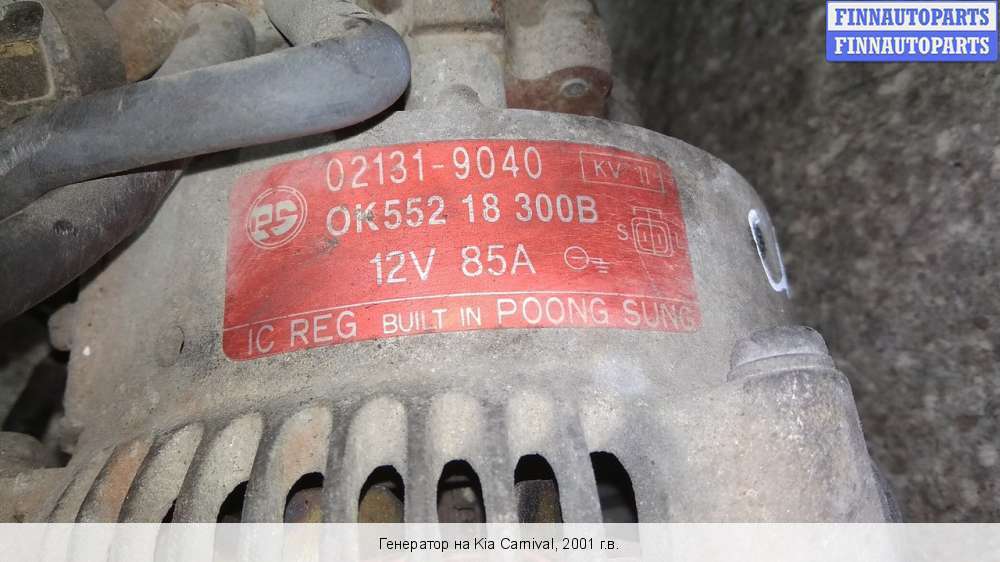 FINNAUTOPARTS
FINNAUTOPARTS
02131-9040
KV II
PS
OK552 18 300B
S L
12V 85A
IC REG BUILT IN POONG SUNG
Генератор на Kia Carnival, 2001 г.в.